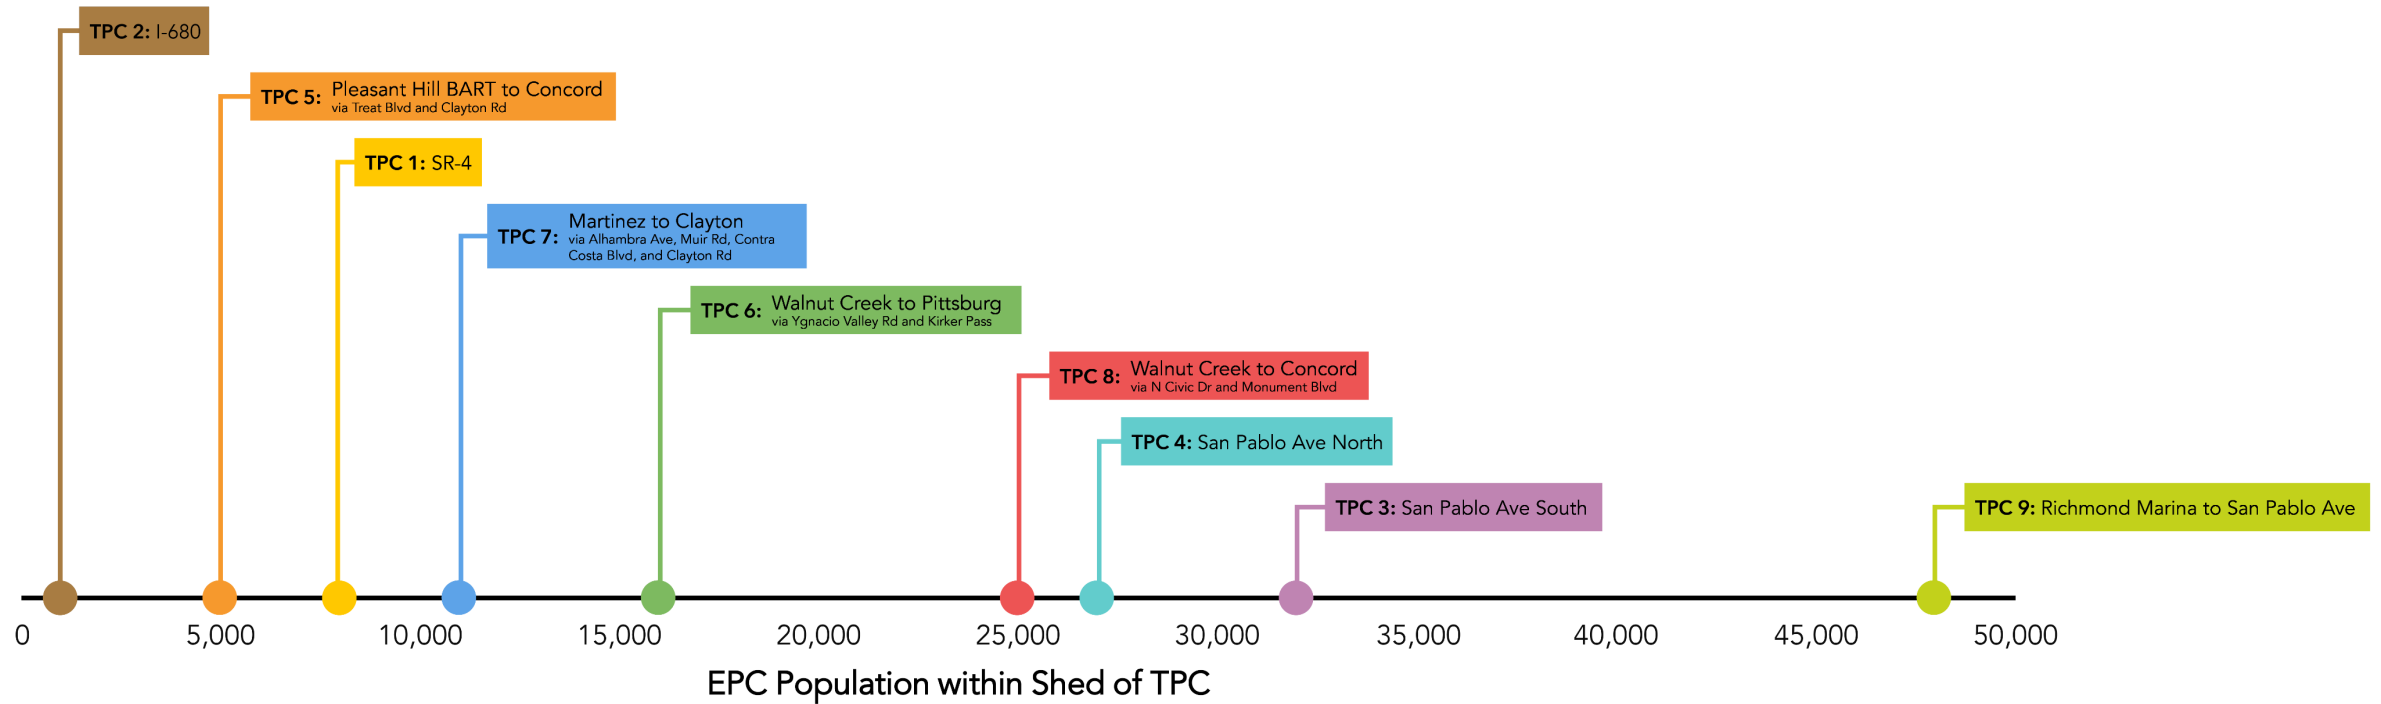 TPC 2: I-680
TPC 5: Pleasant Hill BART to Concord
via Treat Blvd and Clayton Rd
TPC 1: SR-4
TPC 7: Martinez to Clayton
via Alhambra Ave, Muir Rd, Contra
Costa Blvd, and Clayton Rd
TPC 6: Walnut Creek to Pittsburg
via Ygnacio Valley Rd and Kirker Pass
TPC 8: Walnut Creek to Concord
via N Civic Dr and Monument Blvd
TPC 4: San Pablo Ave North
TPC 3: San Pablo Ave South
TPC 9: Richmond Marina to San Pablo Ave
0 5,000 10,000 15,000 20,000 25,000 30,000 35,000 40,000 45,000 50,000
EPC Population within Shed of TPC